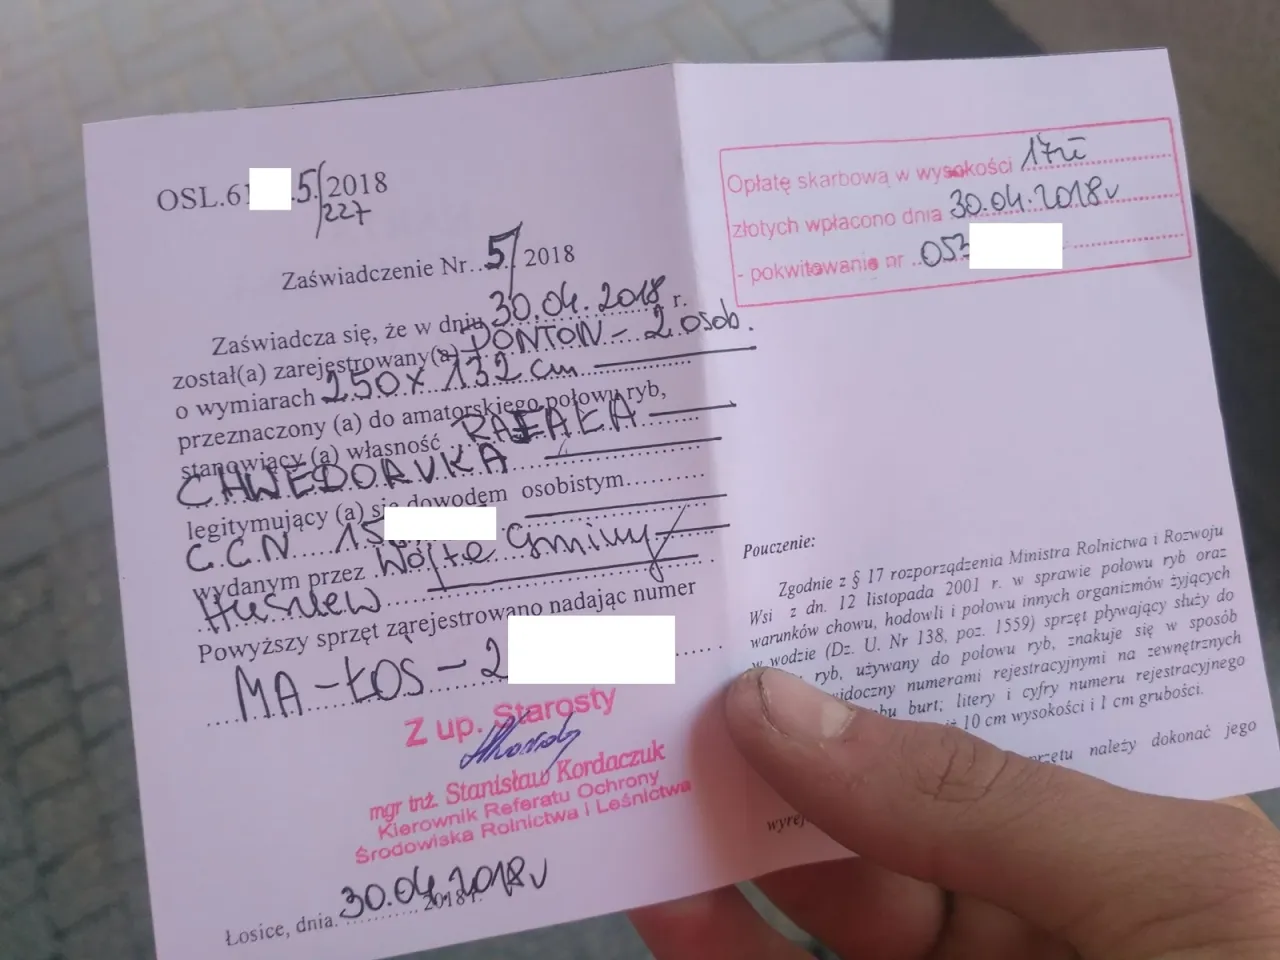 OSL.61 .5/2018
227
Zaświadczenie Nr..5/2018
Zaświadcza się, że w dniu 30.04.2018 r.
został(a) zarejestrowany(a) PONTON - 2 osob.
o wymiarach 250 x 132 cm
przeznaczony (a) do amatorskiego połowu ryb,
stanowiący (a) własność RAFAŁA
CHWEDORUKA
legitymujący (a) się dowodem osobistym
C.C.N 15
wydanym przez Wójta Gminy
Huśniew
Powyższy sprzęt zarejestrowano nadając numer
MA-ŁOS-2
Z up. Starosty
mgr inż. Stanisław Kordaczuk
Kierownik Referatu Ochrony
Środowiska Rolnictwa i Leśnictwa
Łosice, dnia 30.04.2018r
2018 r.
Opłatę skarbową w wysokości 17zł
złotych wpłacono dnia 30.04.2018r
- pokwitowanie nr 053
Pouczenie:
Zgodnie z § 17 rozporządzenia Ministra Rolnictwa i Rozwoju
Wsi z dn. 12 listopada 2001 r. w sprawie połowu ryb oraz
warunków chowu, hodowli i połowu innych organizmów żyjących
w wodzie (Dz. U. Nr 138, poz. 1559) sprzęt pływający służy do
ryb, używany do połowu ryb, znakuje się w sposób
widoczny numerami rejestracyjnymi na zewnętrznych
burt; litery i cyfry numeru rejestracyjnego
10 cm wysokości i 1 cm grubości.
sprzętu należy dokonać jego
wyrej